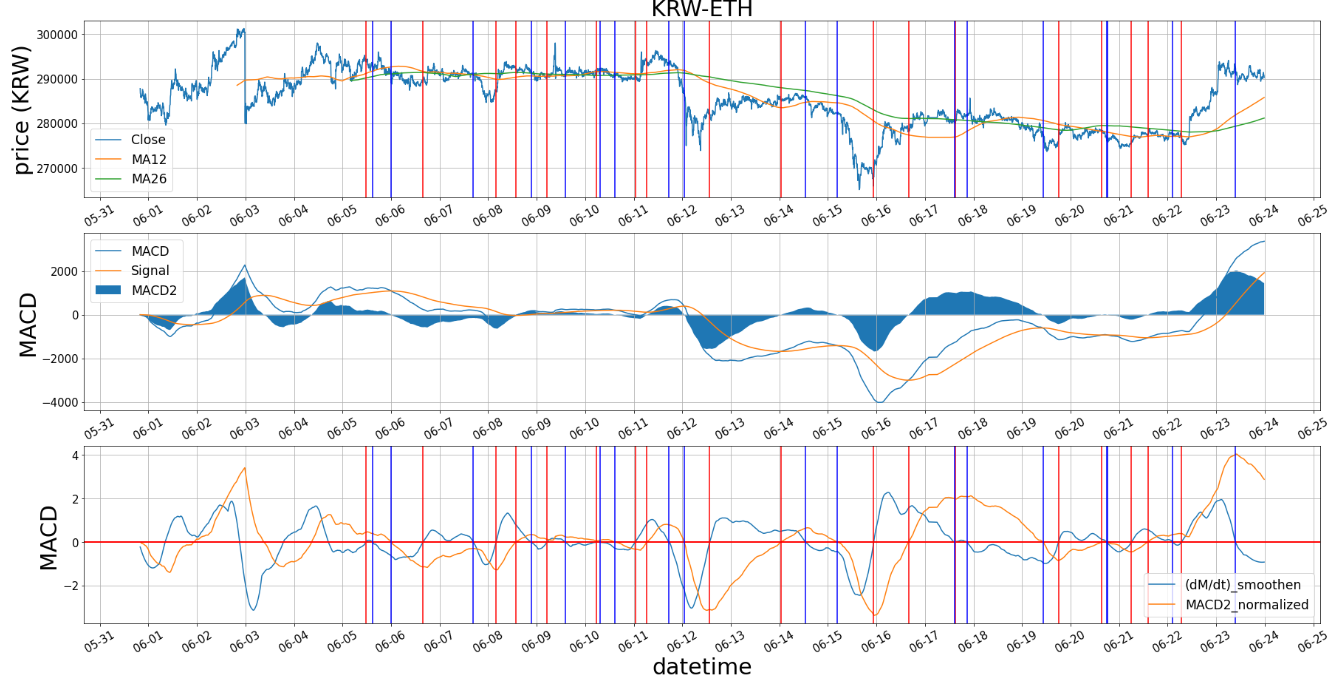 KRW-ETH
price (KRW)
300000
290000
280000
270000
Close
MA12
MA26
05-31 06-01 06-02 06-03 06-04 06-05 06-06 06-07 06-08 06-09 06-10 06-11 06-12 06-13 06-14 06-15 06-16 06-17 06-18 06-19 06-20 06-21 06-22 06-23 06-24 06-25
MACD
2000
0
−2000
−4000
MACD
Signal
MACD2
05-31 06-01 06-02 06-03 06-04 06-05 06-06 06-07 06-08 06-09 06-10 06-11 06-12 06-13 06-14 06-15 06-16 06-17 06-18 06-19 06-20 06-21 06-22 06-23 06-24 06-25
MACD
4
2
0
−2
(dM/dt)_smoothen
MACD2_normalized
05-31 06-01 06-02 06-03 06-04 06-05 06-06 06-07 06-08 06-09 06-10 06-11 06-12 06-13 06-14 06-15 06-16 06-17 06-18 06-19 06-20 06-21 06-22 06-23 06-24 06-25
datetime